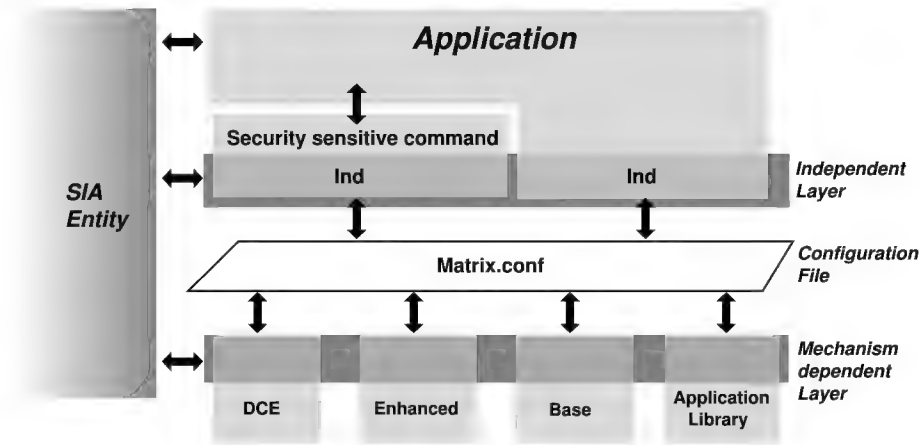 Application
Security sensitive command
Ind
Ind
Independent
Layer
SIA
Entity
Matrix.conf
Configuration
File
Mechanism
dependent
Layer
DCE
Enhanced
Base
Application
Library